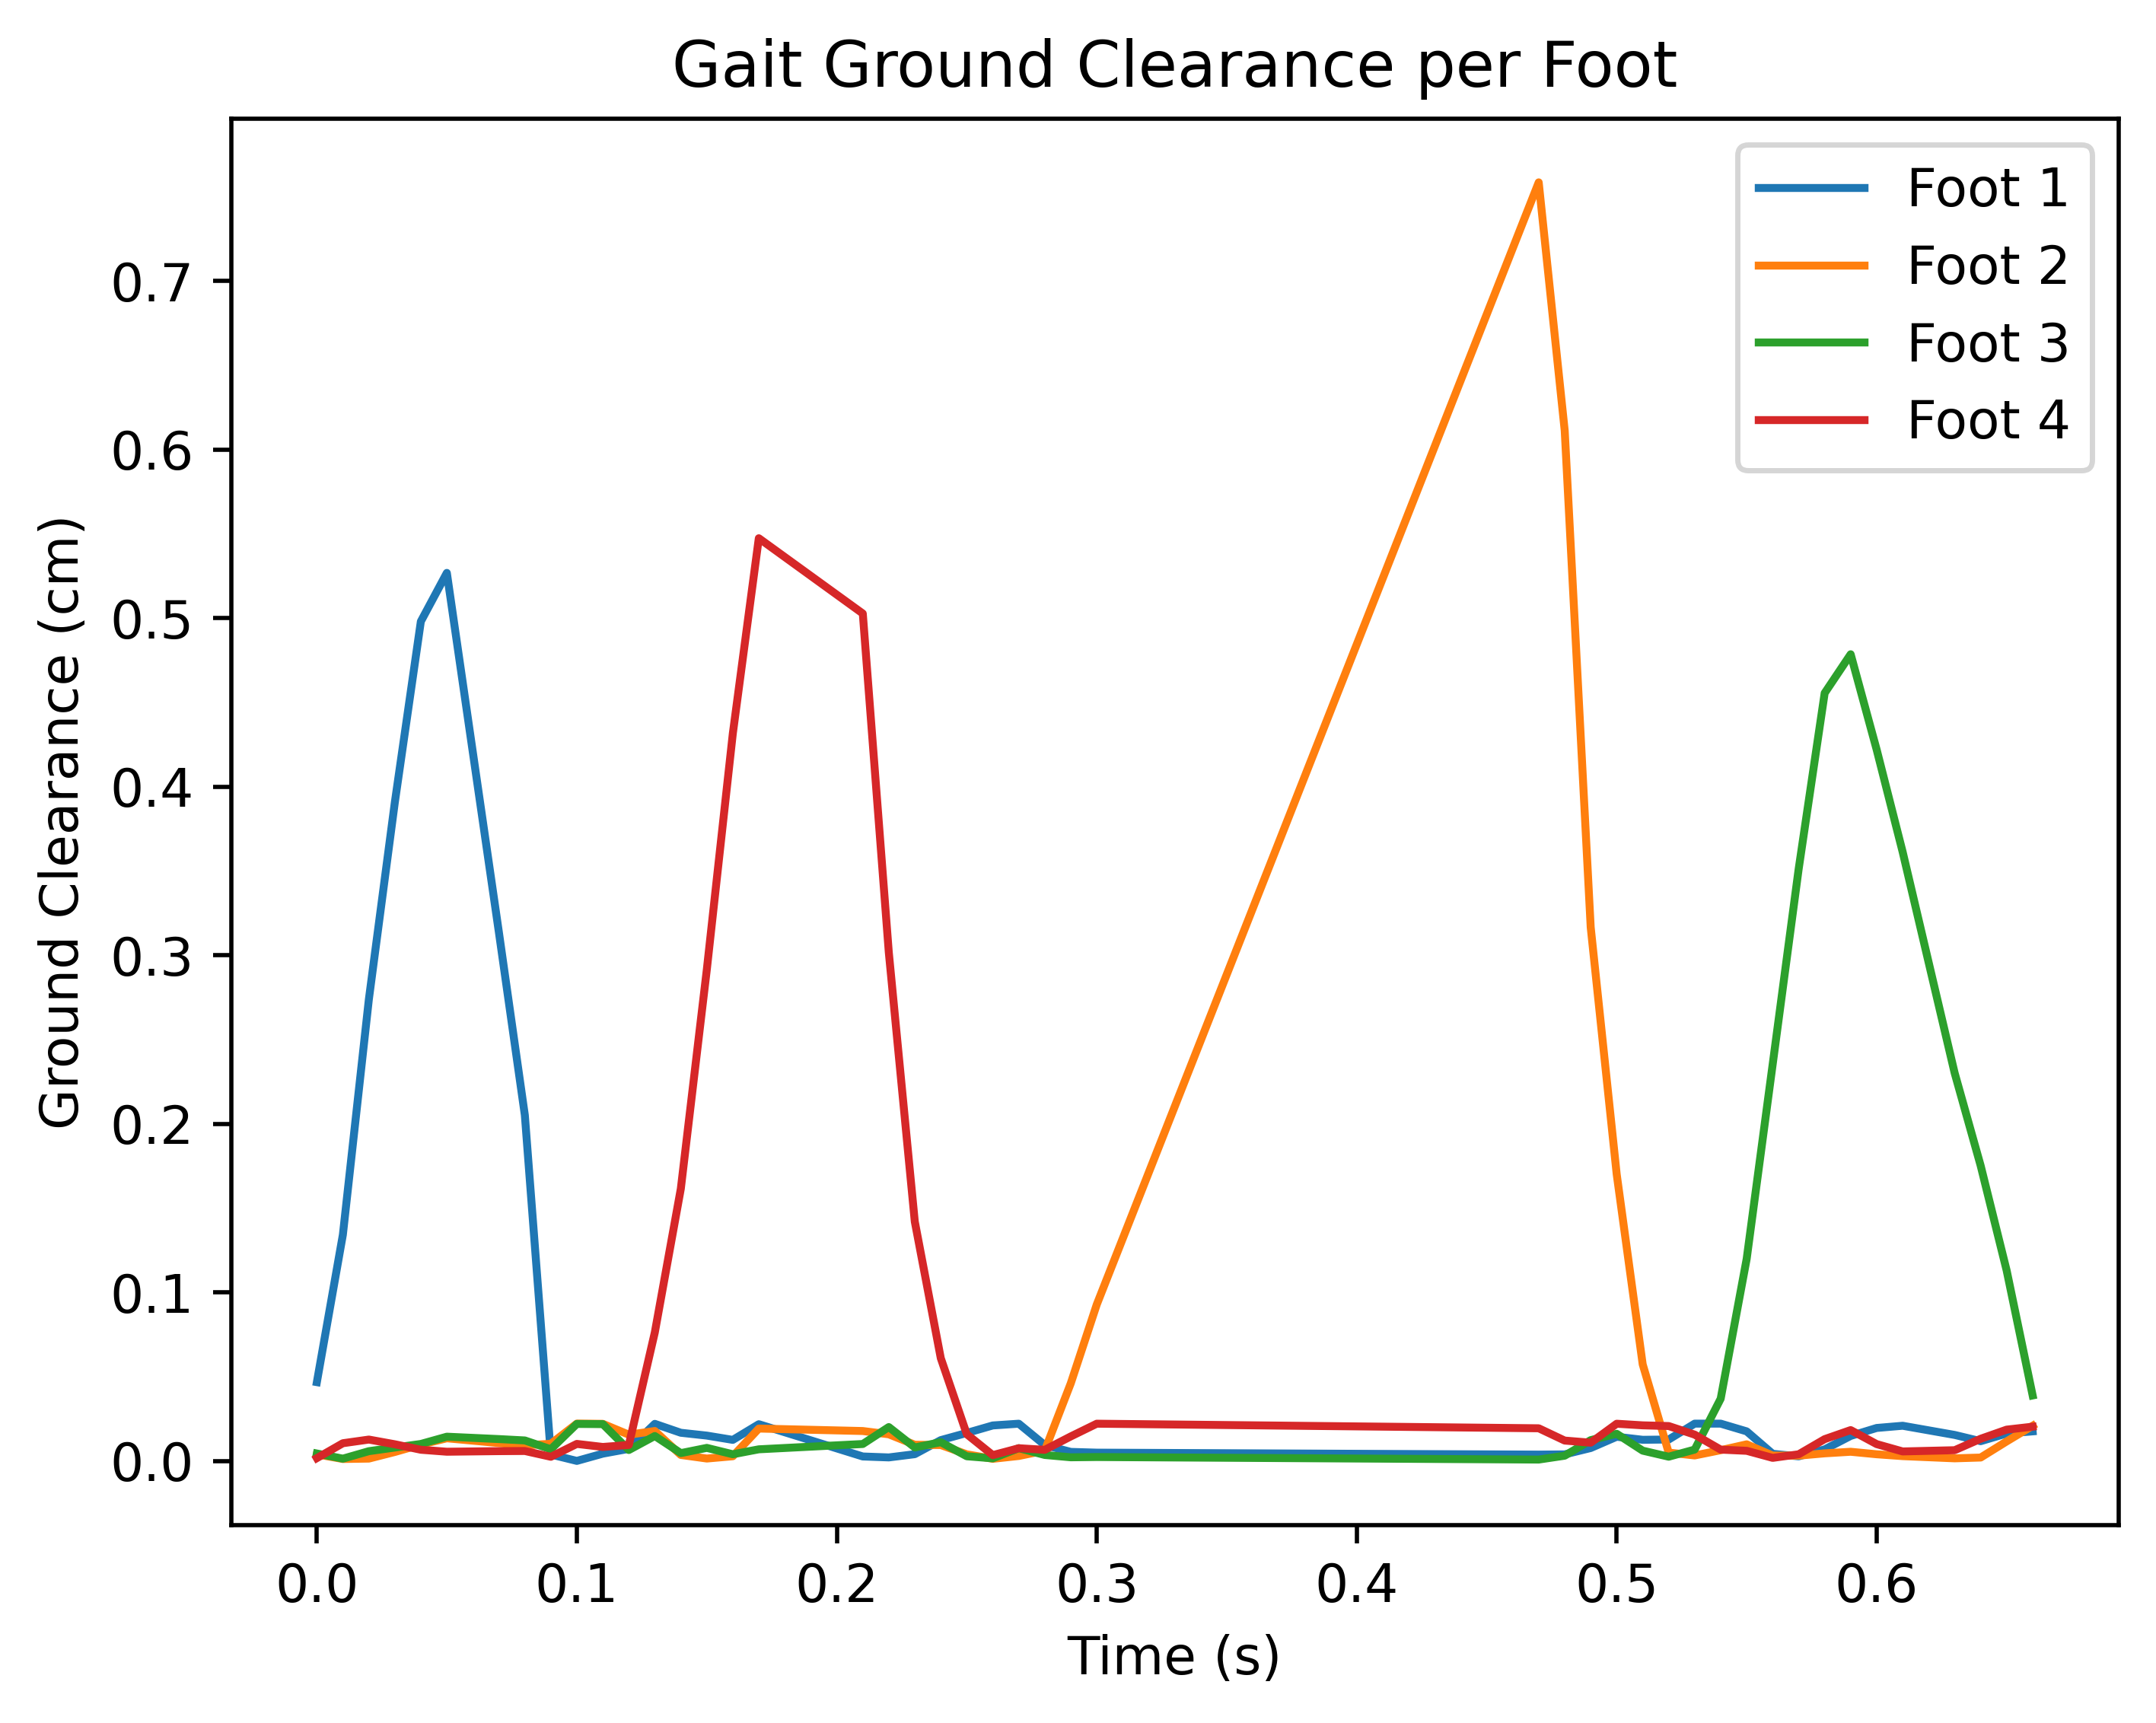 Gait Ground Clearance per Foot
Foot 1
Foot 2
Foot 3
Foot 4
Ground Clearance (cm)
0.7
0.6
0.5
0.4
0.3
0.2
0.1
0.0
0.0 0.1 0.2 0.3 0.4 0.5 0.6
Time (s)